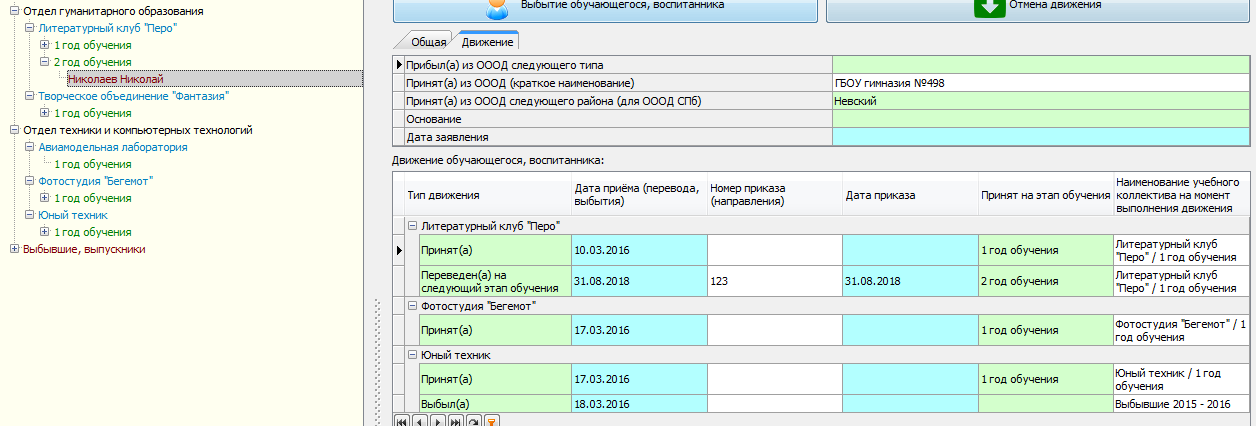 Отдел гуманитарного образования
Литературный клуб "Перо"
1 год обучения
2 год обучения
Николаев Николай
Творческое объединение "Фантазия"
1 год обучения
Отдел техники и компьютерных технологий
Авиамодельная лаборатория
1 год обучения
Фотостудия "Бегемот"
1 год обучения
Юный техник
1 год обучения
Выбывшие, выпускники
Выбытие обучающегося, воспитанника
Отмена движения
Общая
Движение
Прибыл(а) из ОООД следующего типа
Принят(а) из ОООД (краткое наименование) ГБОУ гимназия №498
Принят(а) из ОООД следующего района (для ОООД СПб) Невский
Основание
Дата заявления
Движение обучающегося, воспитанника:
Тип движения
Дата приёма (перевода,
выбытия)
Номер приказа
(направления)
Дата приказа
Принят на этап обучения
Наименование учебного
коллектива на момент
выполнения движения
Литературный клуб "Перо"
Принят(а) 10.03.2016 1 год обучения
Литературный клуб
"Перо" / 1 год обучения
Переведен(а) на
следующий этап обучения
31.08.2018 123 31.08.2018 2 год обучения
Литературный клуб
"Перо" / 1 год обучения
Фотостудия "Бегемот"
Принят(а) 17.03.2016 1 год обучения
Фотостудия "Бегемот" / 1
год обучения
Юный техник
Принят(а) 17.03.2016 1 год обучения
Юный техник / 1 год
обучения
Выбыл(а) 18.03.2016 Выбывшие 2015 - 2016